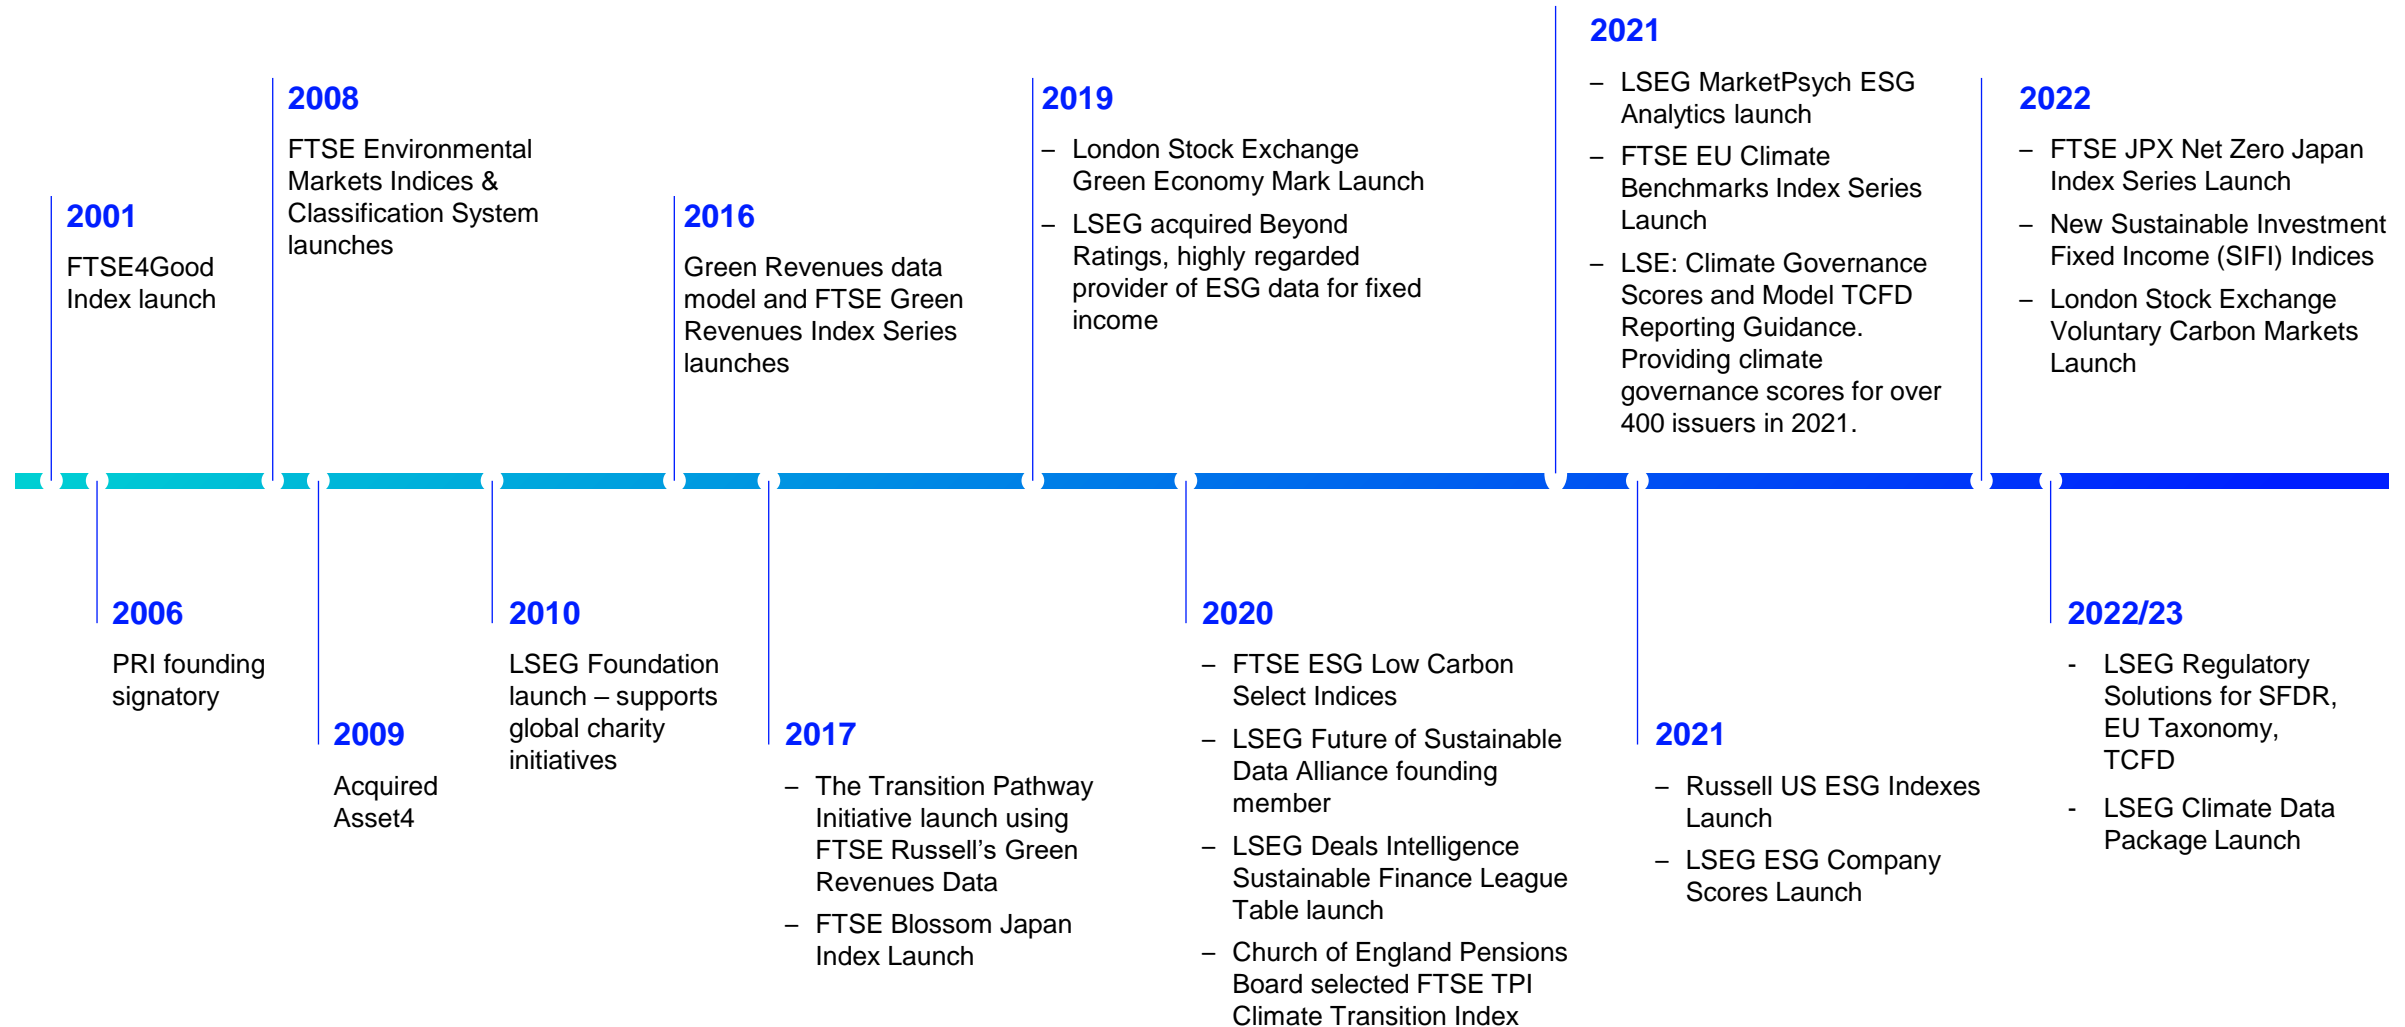 2001
FTSE4Good
Index launch
2006
PRI founding
signatory
2008
FTSE Environmental
Markets Indices &
Classification System
launches
2009
Acquired
Asset4
2010
LSEG Foundation
launch – supports
global charity
initiatives
2016
Green Revenues data
model and FTSE Green
Revenues Index Series
launches
2017
– The Transition Pathway
Initiative launch using
FTSE Russell’s Green
Revenues Data
– FTSE Blossom Japan
Index Launch
2019
– London Stock Exchange
Green Economy Mark Launch
– LSEG acquired Beyond
Ratings, highly regarded
provider of ESG data for fixed
income
2020
– FTSE ESG Low Carbon
Select Indices
– LSEG Future of Sustainable
Data Alliance founding
member
– LSEG Deals Intelligence
Sustainable Finance League
Table launch
– Church of England Pensions
Board selected FTSE TPI
Climate Transition Index
2021
– LSEG MarketPsych ESG
Analytics launch
– FTSE EU Climate
Benchmarks Index Series
Launch
– LSE: Climate Governance
Scores and Model TCFD
Reporting Guidance.
Providing climate
governance scores for over
400 issuers in 2021.
2021
– Russell US ESG Indexes
Launch
– LSEG ESG Company
Scores Launch
2022
– FTSE JPX Net Zero Japan
Index Series Launch
– New Sustainable Investment
Fixed Income (SIFI) Indices
– London Stock Exchange
Voluntary Carbon Markets
Launch
2022/23
- LSEG Regulatory
Solutions for SFDR,
EU Taxonomy,
TCFD
- LSEG Climate Data
Package Launch